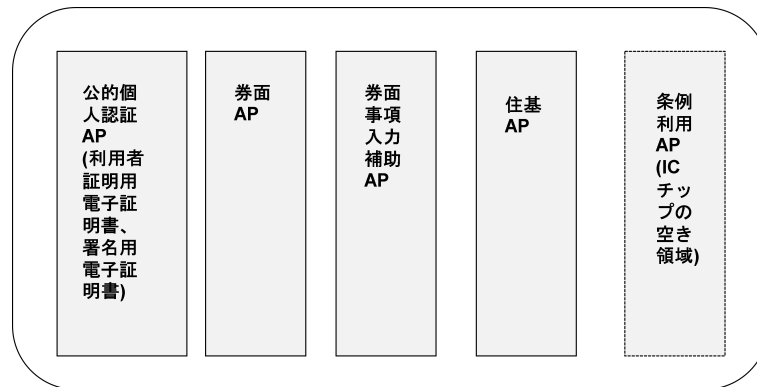 公的個
人認証
AP
(利用者
証明用
電子証
明書、
署名用
電子証
明書)
券面
AP
券面
事項
入力
補助
AP
住基
AP
条例
利用
AP
(IC
チッ
プの
空き
領域)